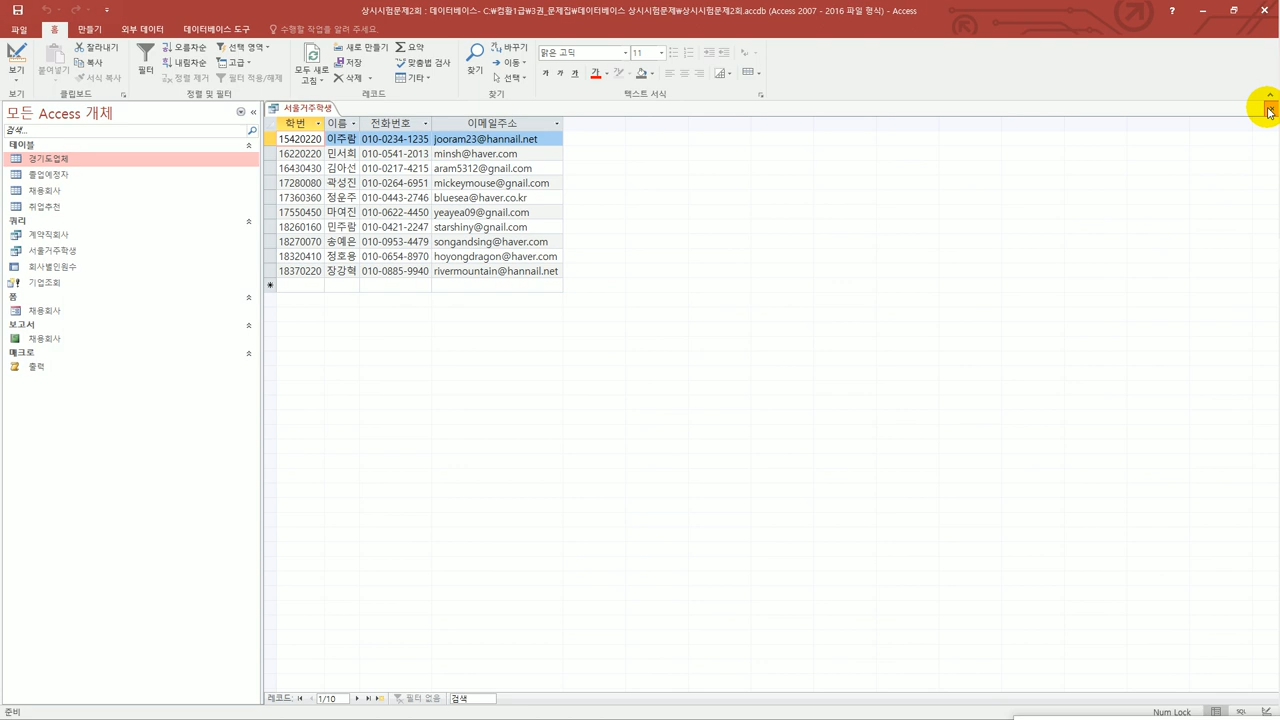 상시시험문제2회 : 데이터베이스- C:₩컴활1급₩3권_문제집₩데이터베이스 상시시험문제₩상시시험문제2회.accdb (Access 2007 - 2016 파일 형식) - Access
파일 홈 만들기 외부 데이터 데이터베이스 도구 수행할 작업을 알려 주세요.
보기
보기
붙여넣기
잘라내기
복사
서식 복사
클립보드
필터
오름차순
내림차순
정렬 제거
선택 영역
고급
필터 적용/해제
정렬 및 필터
모두 새로 고침
새로 만들기
저장
삭제
요약
맞춤법 검사
기타
레코드
찾기
바꾸기
이동
선택
찾기
맑은 고딕 11
가 가 가 가
텍스트 서식
모든 Access 개체
검색...
테이블
경기도업체
졸업예정자
채용회사
취업추천
쿼리
계약직회사
서울거주학생
회사별인원수
기업조회
폼
채용회사
보고서
채용회사
매크로
출력
서울거주학생
학번 이름 전화번호 이메일주소
15420220 이주람 010-0234-1235 jooram23@hannail.net
16220220 민서희 010-0541-2013 minsh@haver.com
16430430 김아선 010-0217-4215 aram5312@gnail.com
17280080 곽성진 010-0264-6951 mickeymouse@gnail.com
17360360 정운주 010-0443-2746 bluesea@haver.co.kr
17550450 마여진 010-0622-4450 yeayea09@gnail.com
18260160 민주람 010-0421-2247 starshiny@gnail.com
18270070 송예은 010-0953-4479 songandsing@haver.com
18320410 정호용 010-0654-8970 hoyongdragon@haver.com
18370220 장강혁 010-0885-9940 rivermountain@hannail.net
레코드: 1/10 필터 없음 검색
준비 Num Lock SQL